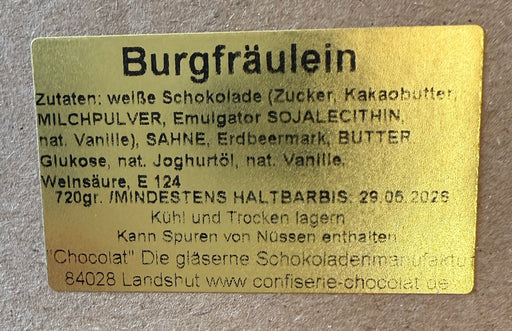 Burgfräulein
Zutaten: weiße Schokolade (Zucker, Kakaobutter,
MILCHPULVER, Emulgator SOJALECITHIN,
nat. Vanille), SAHNE, Erdbeermark, BUTTER
Glukose, nat. Joghurtöl, nat. Vanille,
Weinsäure, E 124
720gr. /MINDESTENS HALTBARBIS: 29.05.2026
Kühl und Trocken lagern
Kann Spuren von Nüssen enthalten
"Chocolat" Die gläserne Schokoladenmanufaktur
84028 Landshut www.confiserie-chocolat.de